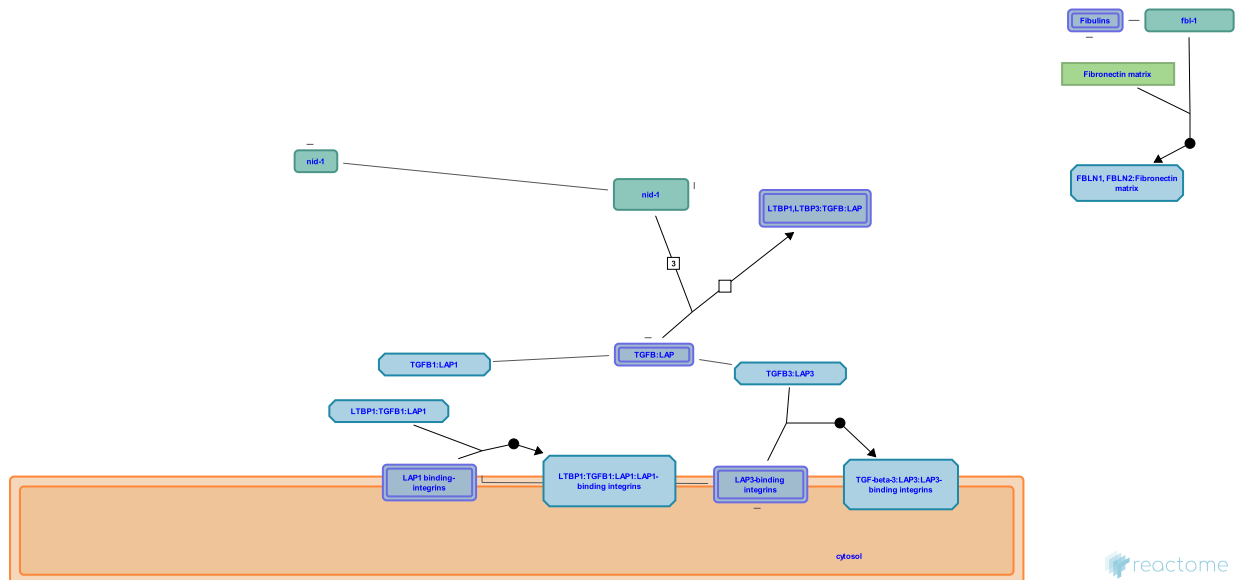 Fibulins
fbl-1
Fibronectin matrix
nid-1
FBLN1, FBLN2:Fibronectin
matrix
nid-1
LTBP1,LTBP3:TGFB:LAP
3
TGFB:LAP
TGFB1:LAP1
TGFB3:LAP3
LTBP1:TGFB1:LAP1
LAP1 binding-
integrins
LTBP1:TGFB1:LAP1:LAP1-
binding integrins
LAP3-binding
integrins
TGF-beta-3:LAP3:LAP3-
binding integrins
cytosol
reactome